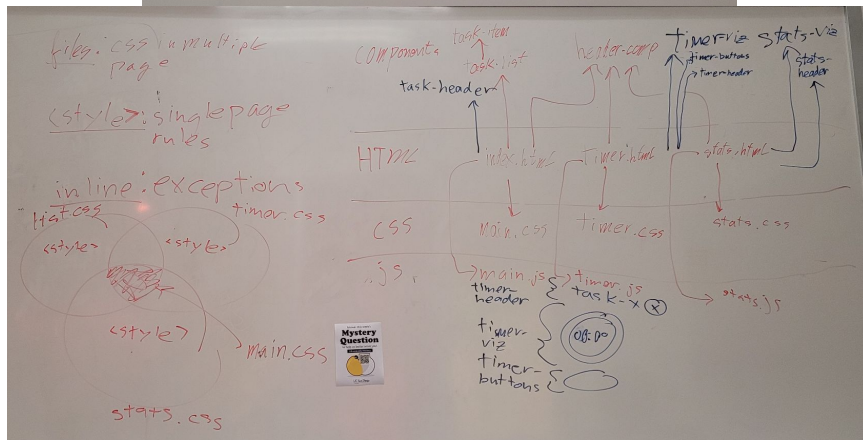 files: css in multiple
page
<style>: single page
rules
inline: exceptions
list.css
timer.css
<style>
<style>
<style>
main.css
stats.css
components
task-item
task-list
task-header
header-comp
timer-viz
timer-buttons
timer-header
stats-viz
stats-
header
HTML
index.html
timer.html
stats.html
css
main.css
timer.css
stats.css
.js
main.js
timer.js
stats.js
timer-
header
task-x
x
timer-
viz
timer-
buttons
Mystery
Question